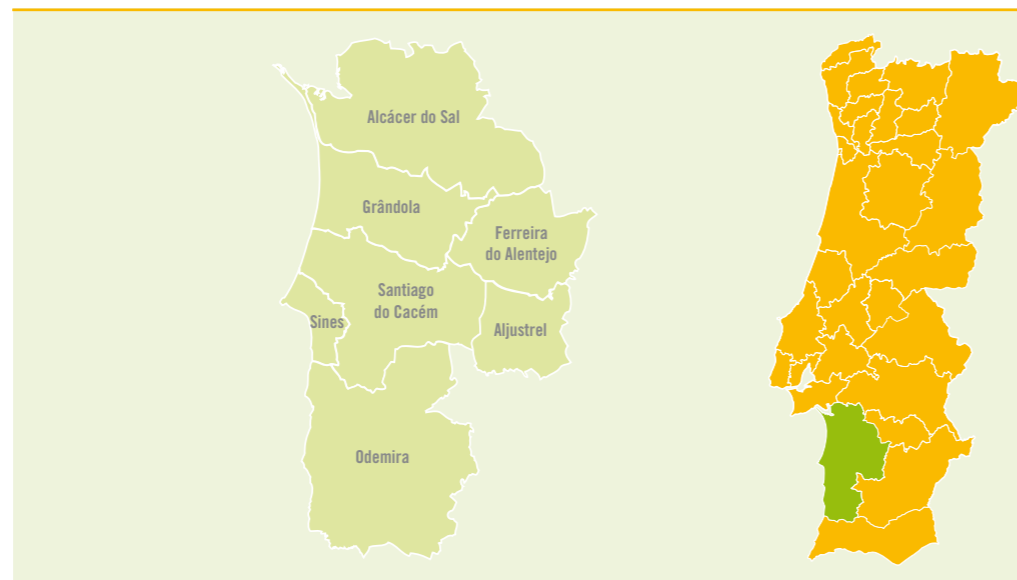 Alcácer do Sal
Grândola
Ferreira
do Alentejo
Santiago
do Cacém
Sines
Aljustrel
Odemira